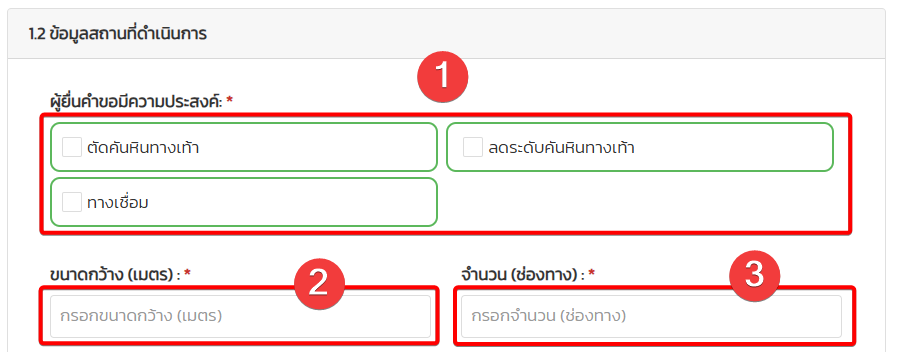 1.2 ข้อมูลสถานที่ดำเนินการ
1
ผู้ยื่นคำขอมีความประสงค์: *
ตัดคันหินทางเท้า ลดระดับคันหินทางเท้า
ทางเชื่อม
ขนาดกว้าง (เมตร) : * 2 จำนวน (ช่องทาง) : * 3
กรอกขนาดกว้าง (เมตร) กรอกจำนวน (ช่องทาง)